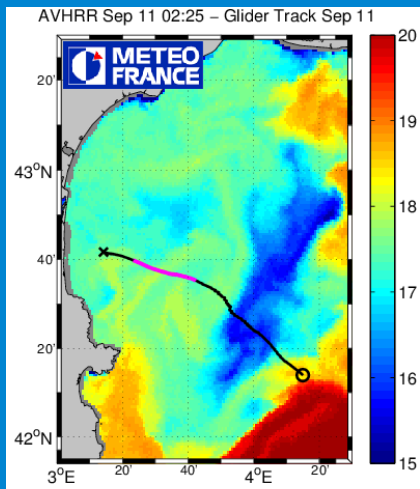 AVHRR Sep 11 02:25 − Glider Track Sep 11
METEO
FRANCE
20'
43°N
40'
20'
42°N
3°E
20'
40'
4°E
20'
20
19
18
17
16
15